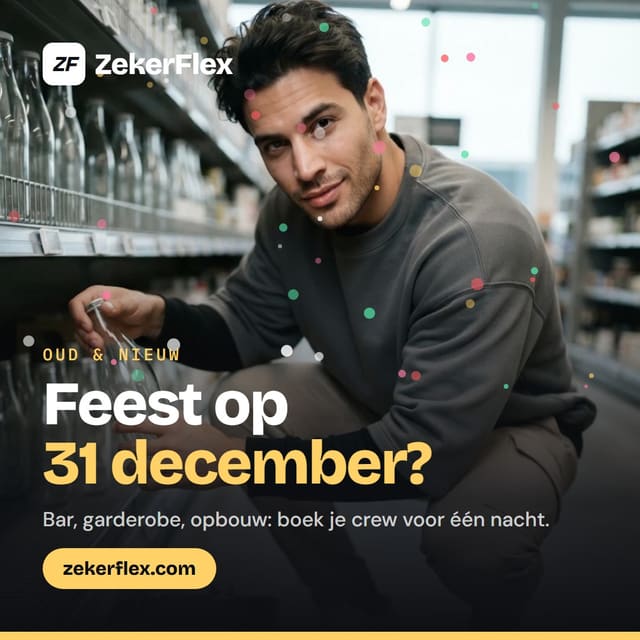 ZF ZekerFlex
OUD & NIEUW
Feest op
31 december?
Bar, garderobe, opbouw: boek je crew voor één nacht.
zekerflex.com